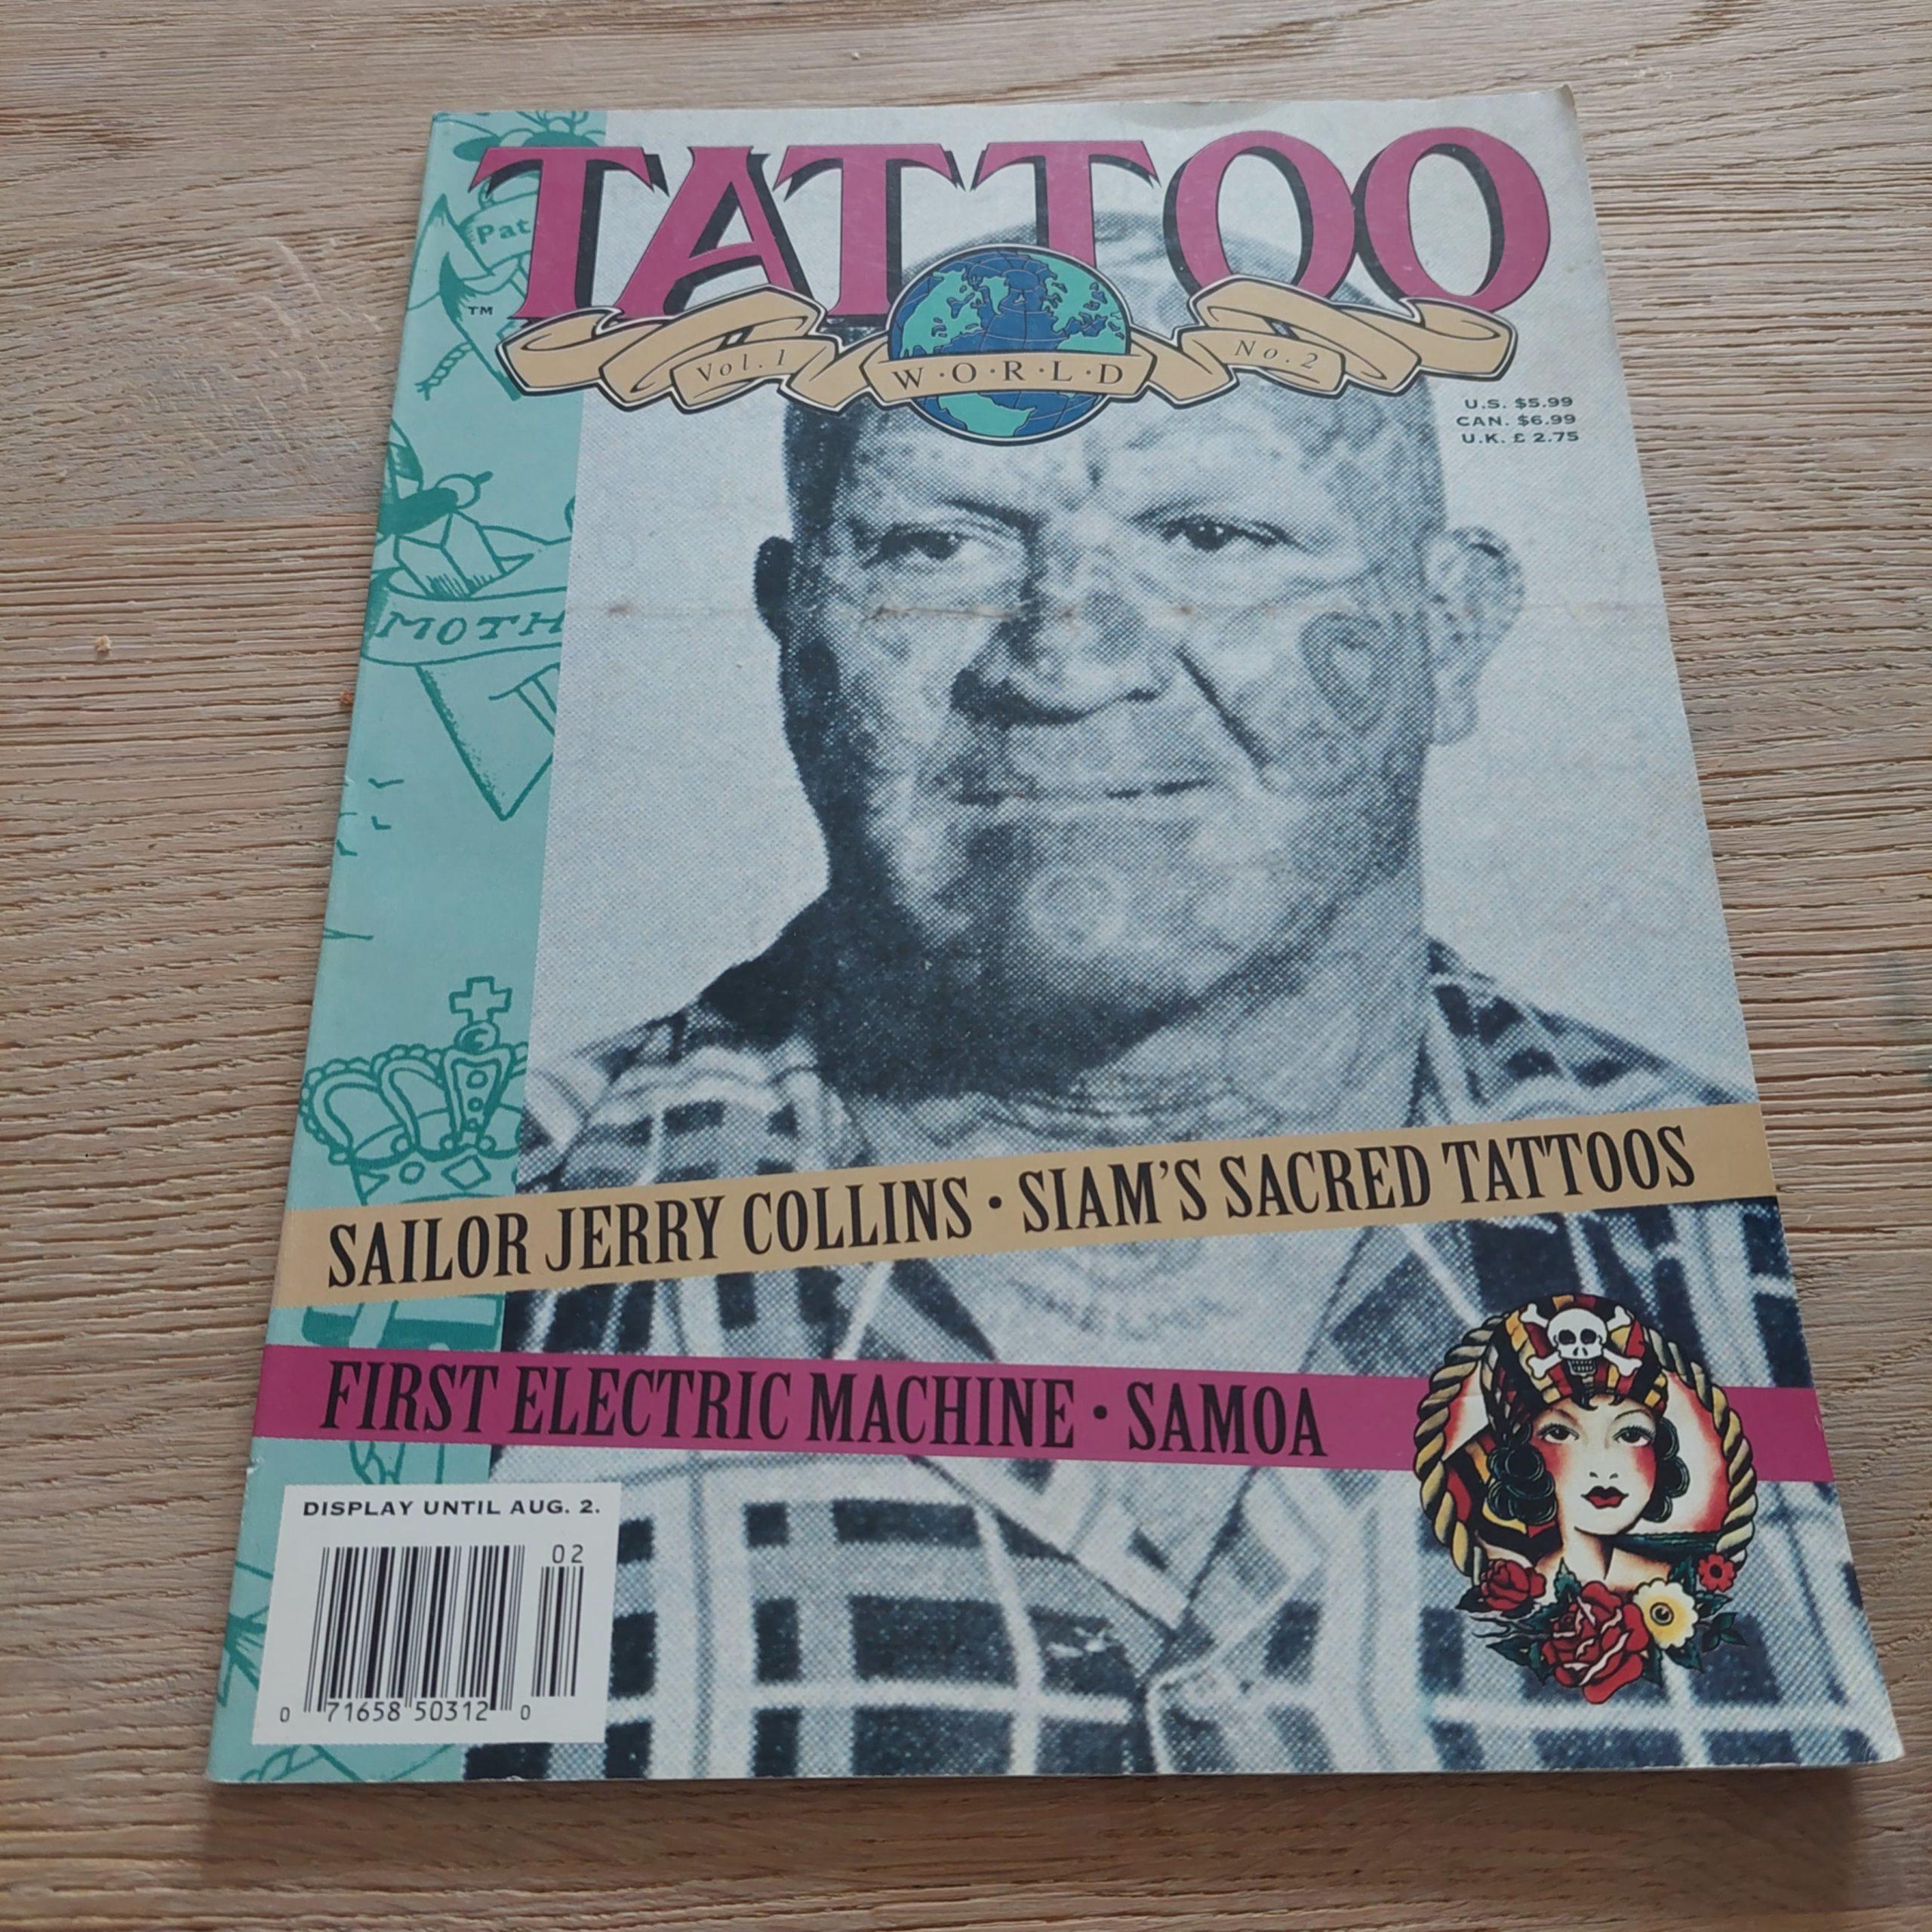 TATTOO
Pat
TM
Vol. 1
W·O·R·L·D
No. 2
U.S. $5.99
CAN. $6.99
U.K. £ 2.75
MOTH
SAILOR JERRY COLLINS · SIAM'S SACRED TATTOOS
FIRST ELECTRIC MACHINE · SAMOA
DISPLAY UNTIL AUG. 2.
02
0 71658 50312 0